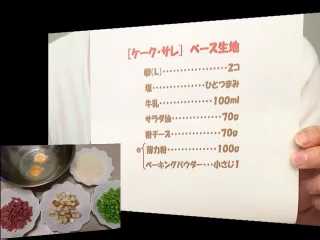 [ケーク・サレ] ベース生地
卵(L)・・・・・・・・・・・・・・・・・・2コ
塩・・・・・・・・・・・・・・ひとつまみ
牛乳・・・・・・・・・・・・・・100ml
サラダ油・・・・・・・・・・・・・70g
粉チーズ・・・・・・・・・・・・・70g
薄力粉・・・・・・・・・・・・・100g
ベーキングパウダー・・・小さじ1